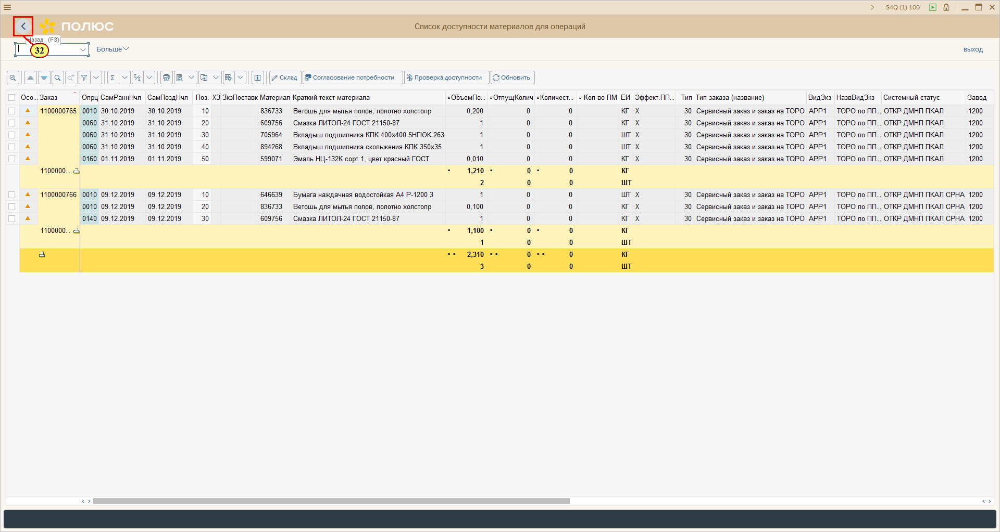 S4Q (1) 100
ПОЛЮС
Список доступности материалов для операций
Назад (F3)
32
Больше
выход
Склад Согласование потребности Проверка доступности Обновить
Осо... Заказ Опрц СамРаннНчл СамПоздНчл Поз. ХЗ ЗкзПоставк Материал Краткий текст материала ОбъемПо... ОтпущКолич Количест... Кол-во ПМ ЕИ Эффект.ПП... Тип Тип заказа (название) ВидЗкз НазвВидЗкз Системный статус Завод
1100000765 0010 30.10.2019 30.10.2019 10 836733 Ветошь для мытья полов, полотно холстопр 0,200 0 0 КГ X 30 Сервисный заказ и заказ на ТОРО APP1 ТОРО по ПП... ОТКР ДМНП ПКАЛ 1200
0060 31.10.2019 31.10.2019 20 609756 Смазка ЛИТОЛ-24 ГОСТ 21150-87 1 0 0 КГ X 30 Сервисный заказ и заказ на ТОРО APP1 ТОРО по ПП... ОТКР ДМНП ПКАЛ 1200
0060 31.10.2019 31.10.2019 30 705964 Вкладыш подшипника КПК 400х400 5НГЮК.263 1 0 0 ШТ X 30 Сервисный заказ и заказ на ТОРО APP1 ТОРО по ПП... ОТКР ДМНП ПКАЛ 1200
0060 31.10.2019 31.10.2019 40 894268 Вкладыш подшипника скольжения КПК 350х35 1 0 0 ШТ X 30 Сервисный заказ и заказ на ТОРО APP1 ТОРО по ПП... ОТКР ДМНП ПКАЛ 1200
0160 01.11.2019 01.11.2019 50 599071 Эмаль НЦ-132К сорт 1, цвет красный ГОСТ 0,010 0 0 КГ X 30 Сервисный заказ и заказ на ТОРО APP1 ТОРО по ПП... ОТКР ДМНП ПКАЛ 1200
1100000... 1,210 0 0 КГ
2 0 0 ШТ
1100000766 0010 09.12.2019 09.12.2019 10 646639 Бумага наждачная водостойкая А4 Р-1200 3 1 0 0 ШТ X 30 Сервисный заказ и заказ на ТОРО APP1 ТОРО по ПП... ОТКР ДМНП ПКАЛ СРНА 1200
0010 09.12.2019 09.12.2019 20 836733 Ветошь для мытья полов, полотно холстопр 0,100 0 0 КГ X 30 Сервисный заказ и заказ на ТОРО APP1 ТОРО по ПП... ОТКР ДМНП ПКАЛ СРНА 1200
0140 09.12.2019 09.12.2019 30 609756 Смазка ЛИТОЛ-24 ГОСТ 21150-87 1 0 0 КГ X 30 Сервисный заказ и заказ на ТОРО APP1 ТОРО по ПП... ОТКР ДМНП ПКАЛ СРНА 1200
1100000... 1,100 0 0 КГ
1 0 0 ШТ
2,310 0 0 КГ
3 0 0 ШТ